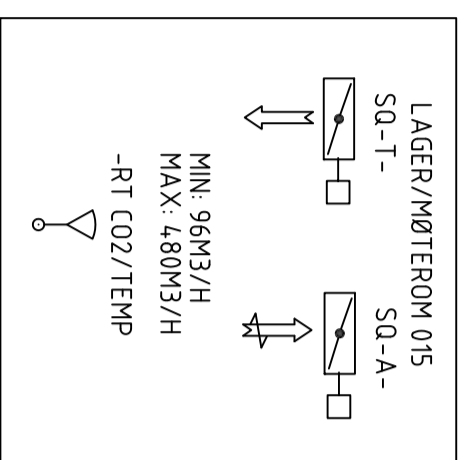 LAGER/MØTEROM 015
SQ-T-
SQ-A-
MIN: 96M3/H
MAX: 480M3/H
-RT CO2/TEMP